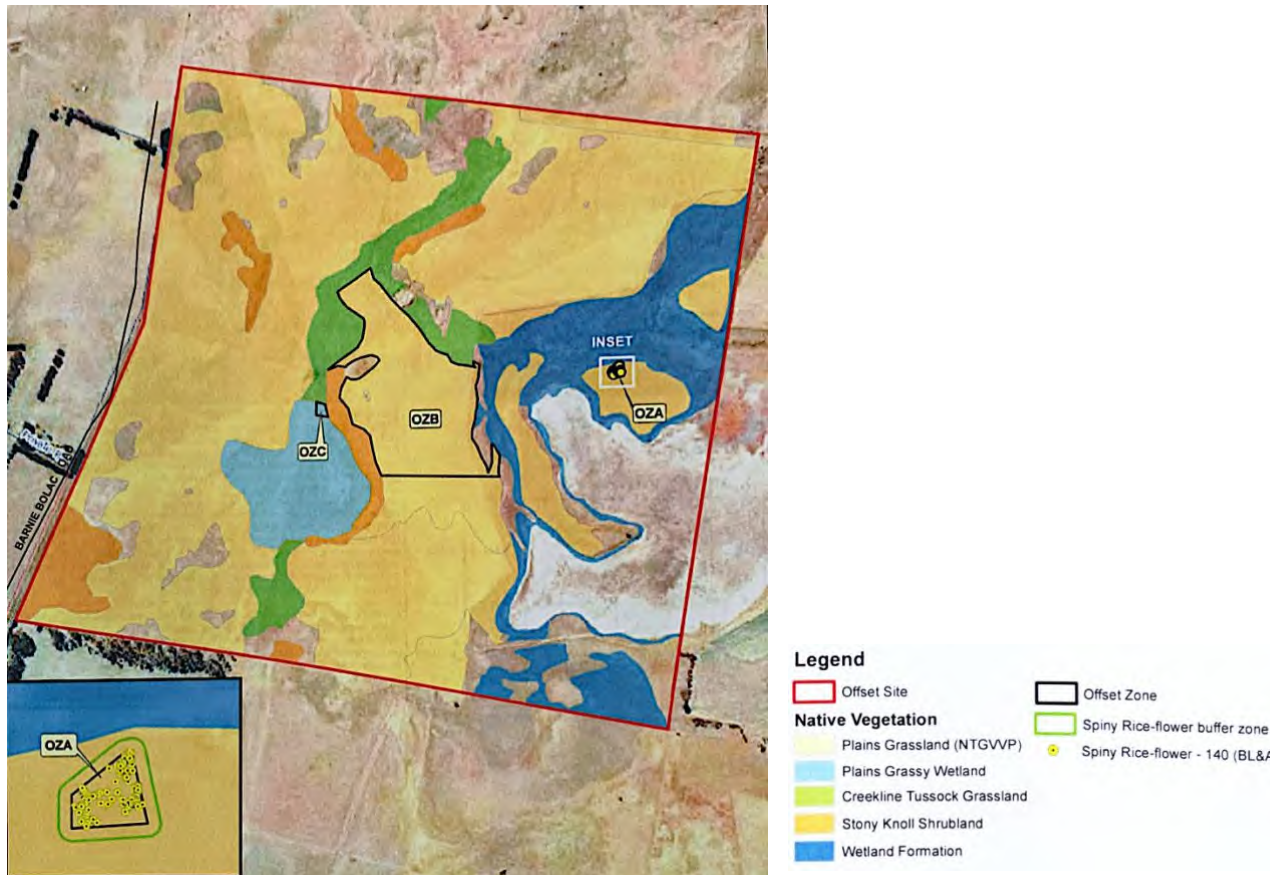 INSET
OZA
OZB
OZC
BARNIE BOLAC
OZA
Legend
Offset Site
Native Vegetation
Plains Grassland (NTGVVP)
Plains Grassy Wetland
Creekline Tussock Grassland
Stony Knoll Shrubland
Wetland Formation
Offset Zone
Spiny Rice-flower buffer zone
Spiny Rice-flower - 140 (BL&A